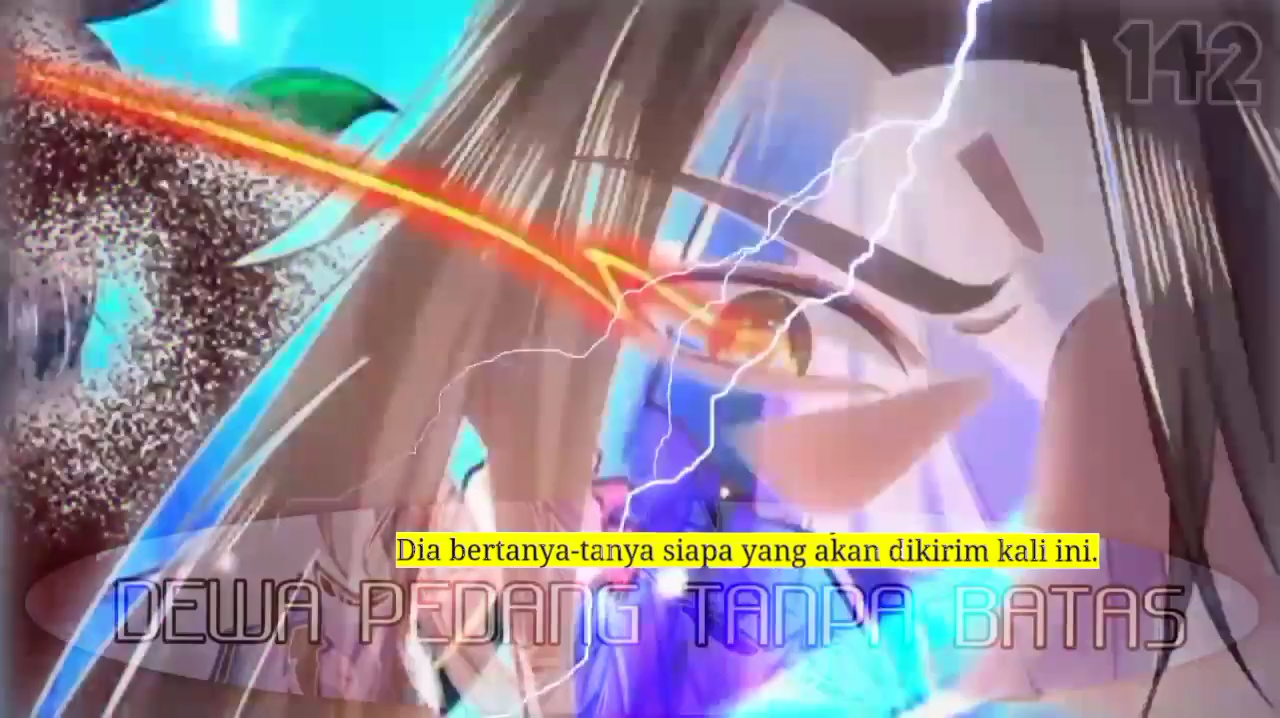 142
Dia bertanya-tanya siapa yang akan dikirim kali ini.
DEWA PEDANG TANPA BATAS